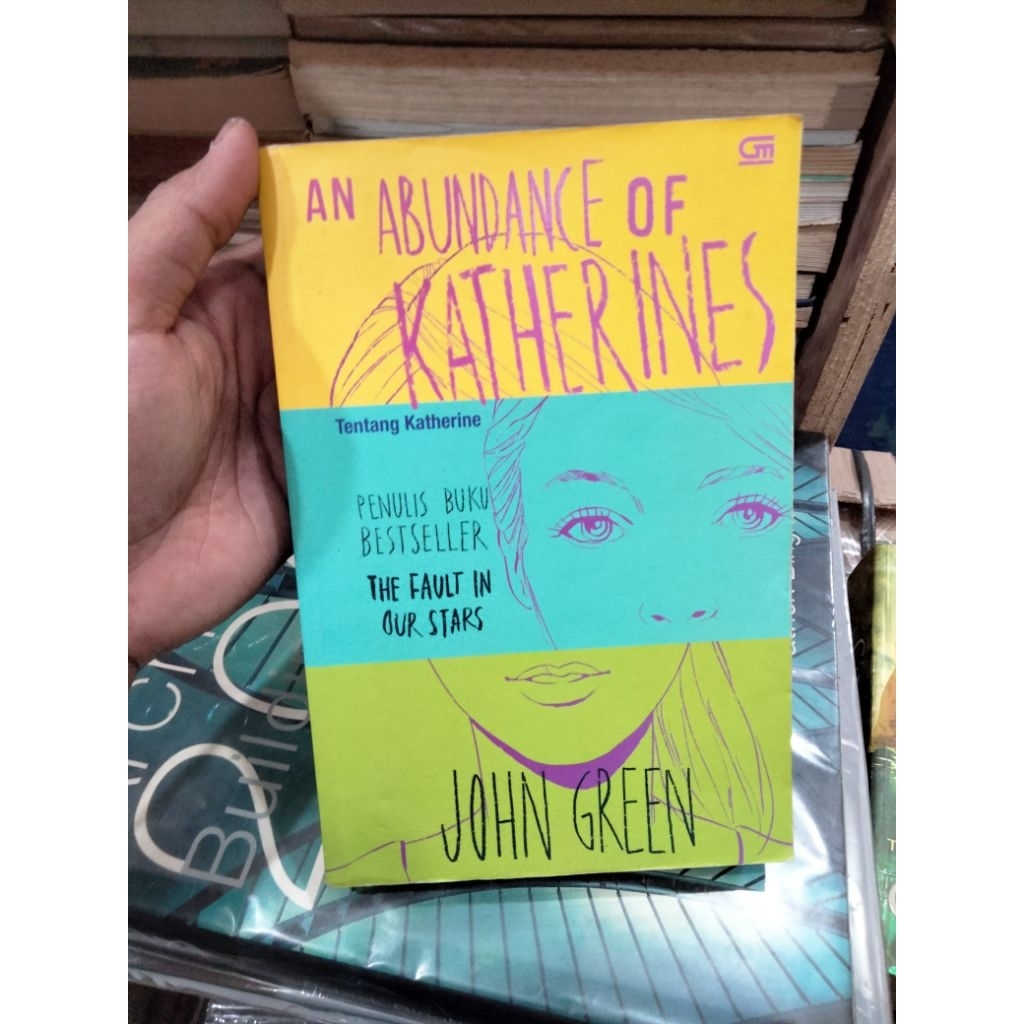 AN ABUNDANCE OF
KATHERINES
Tentang Katherine
PENULIS BUKU
BESTSELLER
THE FAULT IN
OUR STARS
JOHN GREEN